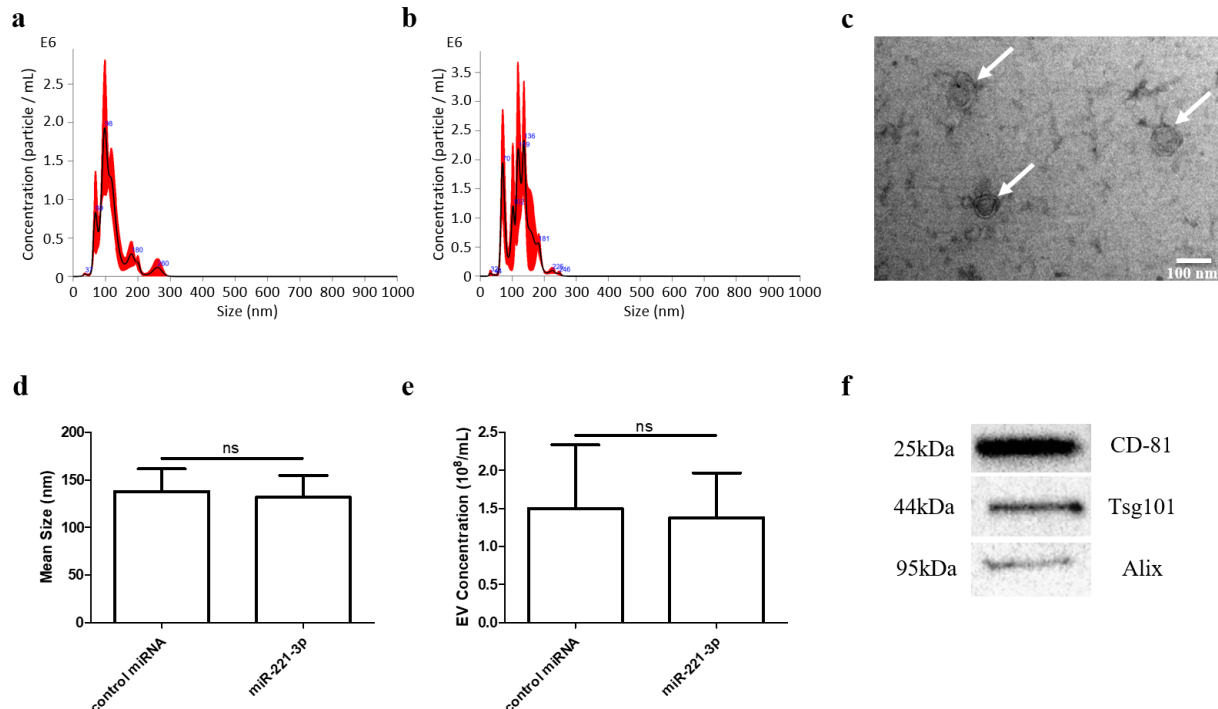 a
E6
Concentration (particle / mL)
2.5
2.0
1.5
1.0
0.5
0
98
180
0 100 200 300 400 500 600 700 800 900 1000
Size (nm)
b
E6
Concentration (particle / mL)
3.5
3.0
2.5
2.0
1.5
1.0
0.5
0
70
136
181
246
0 100 200 300 400 500 600 700 800 900 1000
Size (nm)
c
100 nm
d
Mean Size (nm)
200
150
100
50
0
ns
control miRNA
miR-221-3p
e
EV Concentration (10⁸/mL)
2.5
2.0
1.5
1.0
0.5
0.0
ns
control miRNA
miR-221-3p
f
25kDa CD-81
44kDa Tsg101
95kDa Alix